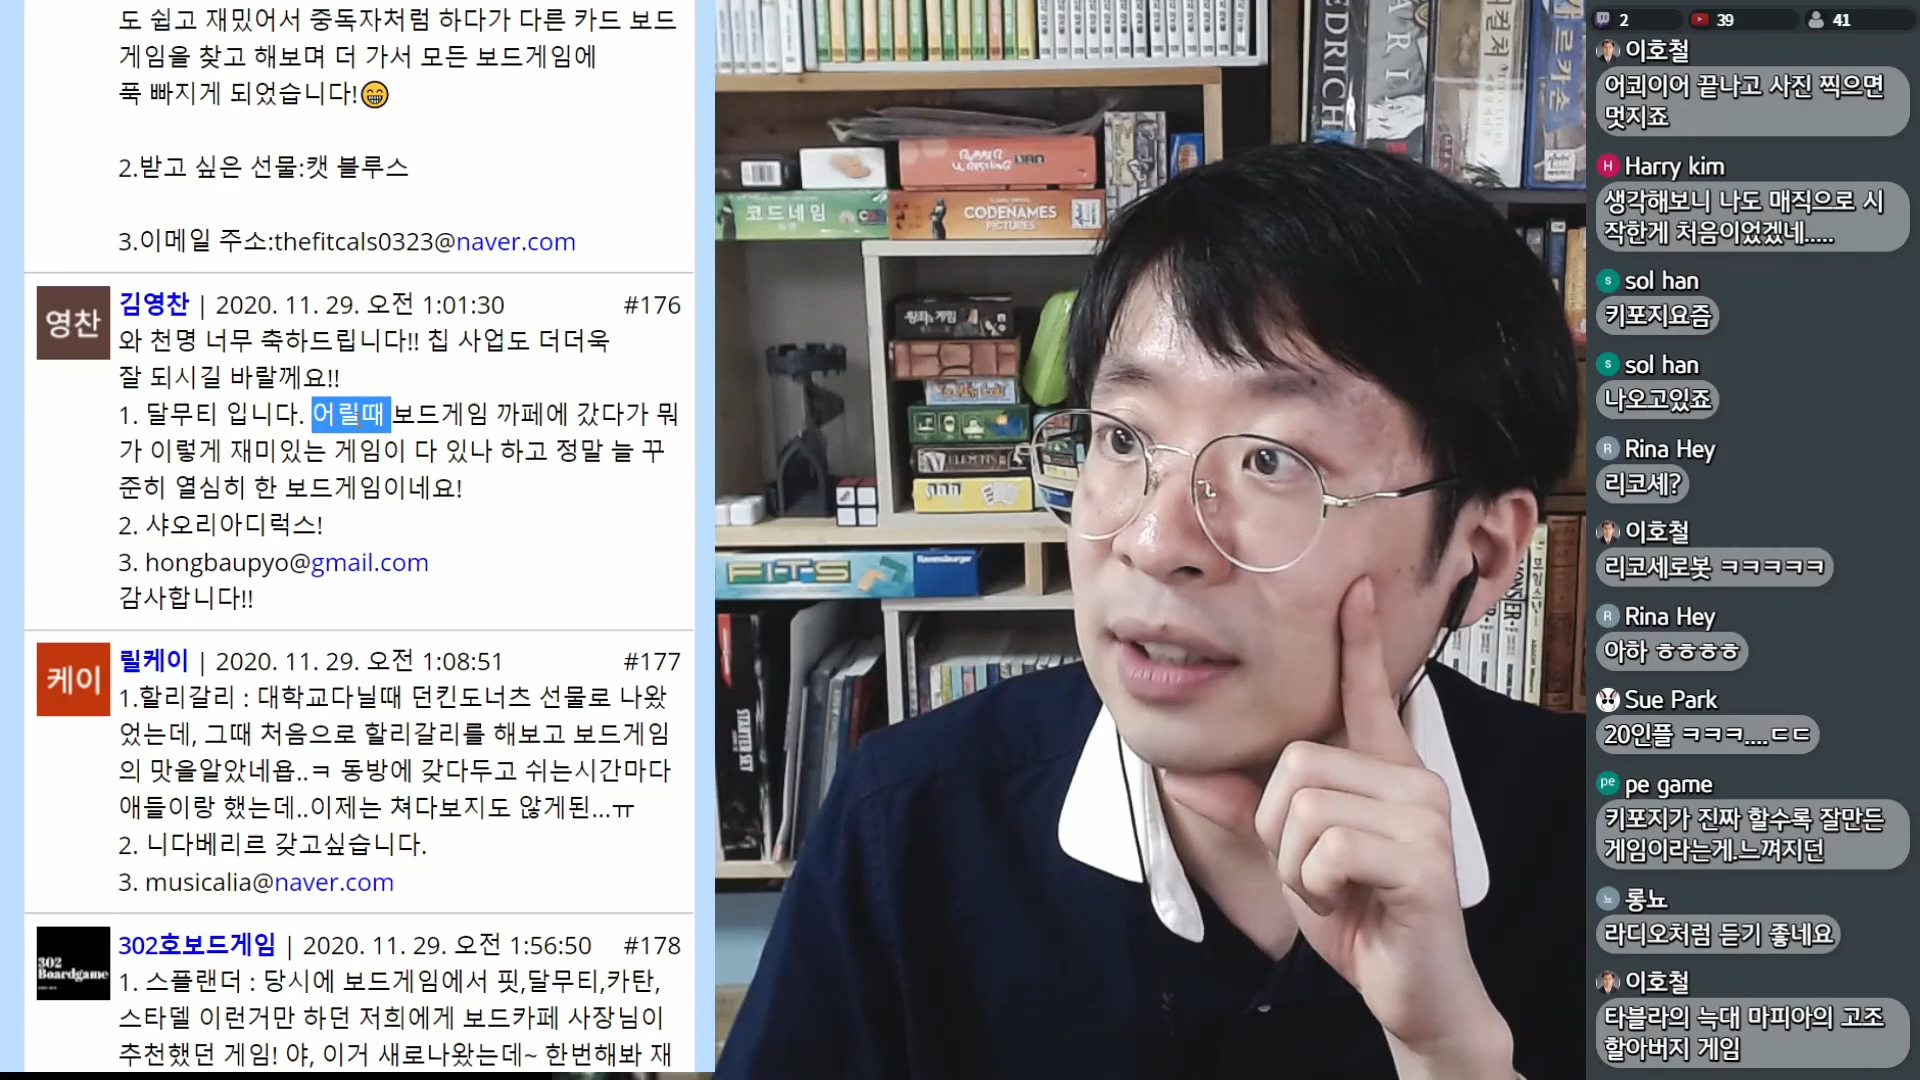 도 쉽고 재밌어서 중독자처럼 하다가 다른 카드 보드
게임을 찾고 해보며 더 가서 모든 보드게임에
푹 빠지게 되었습니다!😁
2.받고 싶은 선물:캣 블루스
3.이메일 주소:thefitcals0323@naver.com
영찬
김영찬 | 2020. 11. 29. 오전 1:01:30 #176
와 천명 너무 축하드립니다!! 칩 사업도 더더욱
잘 되시길 바랄께요!!
1. 달무티 입니다. 어릴때 보드게임 까페에 갔다가 뭐
가 이렇게 재미있는 게임이 다 있나 하고 정말 늘 꾸
준히 열심히 한 보드게임이네요!
2. 샤오리아디럭스!
3. hongbaupyo@gmail.com
감사합니다!!
케이
릴케이 | 2020. 11. 29. 오전 1:08:51 #177
1.할리갈리 : 대학교다닐때 던킨도너츠 선물로 나왔
었는데, 그때 처음으로 할리갈리를 해보고 보드게임
의 맛을알았네욥..ㅋ 동방에 갖다두고 쉬는시간마다
애들이랑 했는데..이제는 쳐다보지도 않게된...ㅠ
2. 니다베리르 갖고싶습니다.
3. musicalia@naver.com
302
Boardgame
302호보드게임 | 2020. 11. 29. 오전 1:56:50 #178
1. 스플랜더 : 당시에 보드게임에서 핏,달무티,카탄,
스타델 이런거만 하던 저희에게 보드카페 사장님이
추천했던 게임! 야, 이거 새로나왔는데~ 한번해봐 재
코드네임
CODENAMES
PICTURES
ELEMENTS
FITS
Ravensburger
STARTER SET
EDRICH
2 39 41
이호철
어콰이어 끝나고 사진 찍으면
멋지죠
H Harry kim
생각해보니 나도 매직으로 시
작한게 처음이었겠네.....
s sol han
키포지요즘
s sol han
나오고있죠
R Rina Hey
리코셰?
이호철
리코세로봇 ㅋㅋㅋㅋㅋ
R Rina Hey
아하 ㅎㅎㅎㅎ
Sue Park
20인플 ㅋㅋㅋ....ㄷㄷ
pe pe game
키포지가 진짜 할수록 잘만든
게임이라는게.느껴지던
뇨 롱뇨
라디오처럼 듣기 좋네요
이호철
타블라의 늑대 마피아의 고조
할아버지 게임